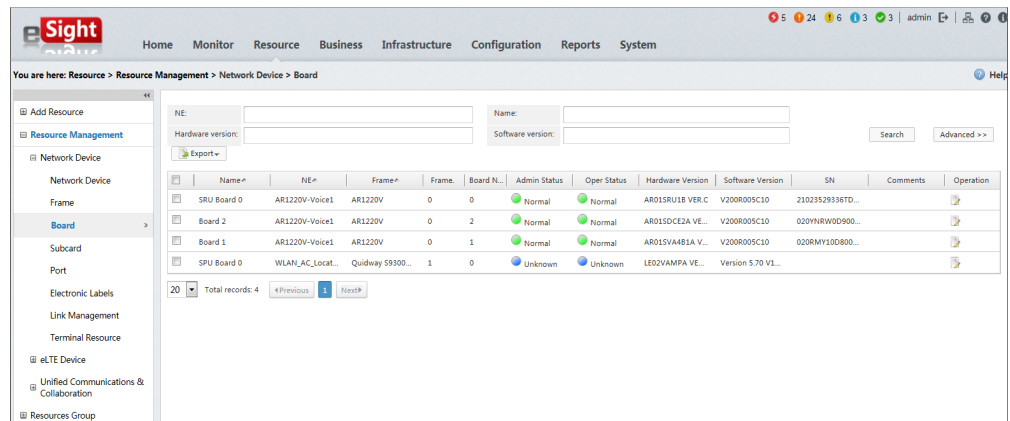 eSight
5 24 6 3 3 admin
Home Monitor Resource Business Infrastructure Configuration Reports System
You are here: Resource > Resource Management > Network Device > Board Help
Add Resource
Resource Management
Network Device
Network Device
Frame
Board
Subcard
Port
Electronic Labels
Link Management
Terminal Resource
eLTE Device
Unified Communications &
Collaboration
Resources Group
NE: Name:
Hardware version: Software version: Search Advanced >>
Export
Name NE Frame Frame. Board N... Admin Status Oper Status Hardware Version Software Version SN Comments Operation
SRU Board 0 AR1220V-Voice1 AR1220V 0 0 Normal Normal AR01SRU1B VER.C V200R005C10 21023529336TD...
Board 2 AR1220V-Voice1 AR1220V 0 2 Normal Normal AR01SDCE2A VE... V200R005C10 020YNRW0D900...
Board 1 AR1220V-Voice1 AR1220V 0 1 Normal Normal AR01SVA4B1A V... V200R005C10 020RMY10D800...
SPU Board 0 WLAN_AC_Locat... Quidway S9300... 1 0 Unknown Unknown LE02VAMPA VE... Version 5.70 V1...
20 Total records: 4 Previous 1 Next